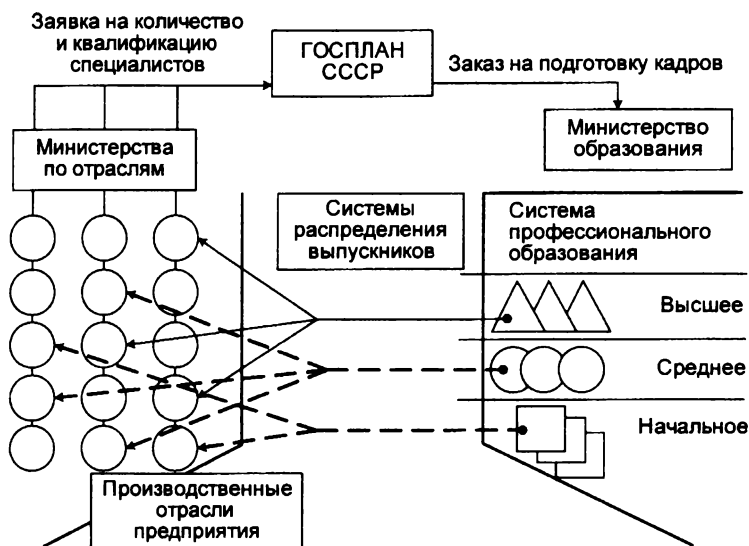 Заявка на количество
и квалификацию
специалистов
ГОСПЛАН
СССР
Заказ на подготовку кадров
Министерства
по отраслям
Министерство
образования
Системы
распределения
выпускников
Система
профессионального
образования
Высшее
Среднее
Начальное
Производственные
отрасли
предприятия